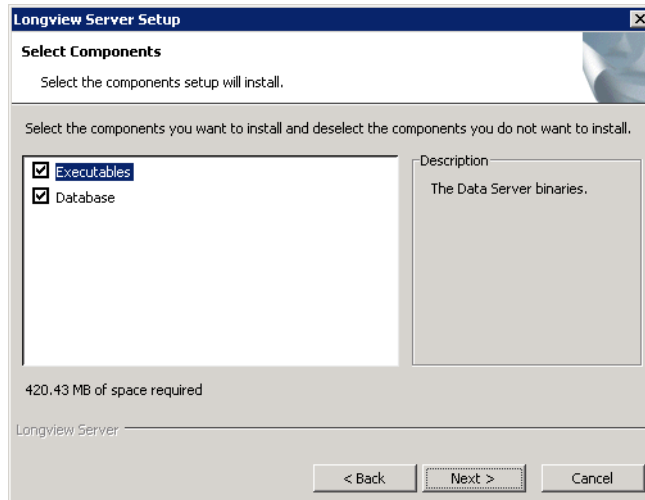 Longview Server Setup
Select Components
Select the components setup will install.
Select the components you want to install and deselect the components you do not want to install.
Executables
Database
Description
The Data Server binaries.
420.43 MB of space required
Longview Server
< Back
Next >
Cancel